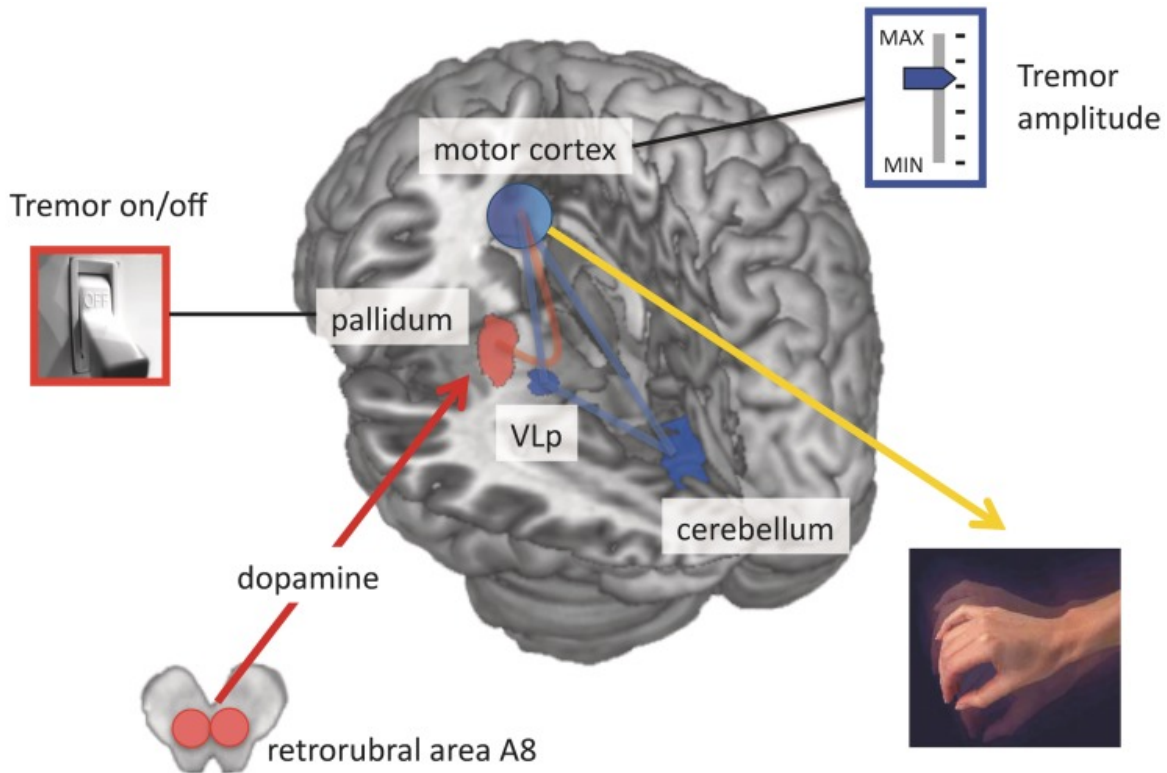 MAX
MIN
Tremor
amplitude
motor cortex
Tremor on/off
OFF
pallidum
VLp
cerebellum
dopamine
retrorubral area A8